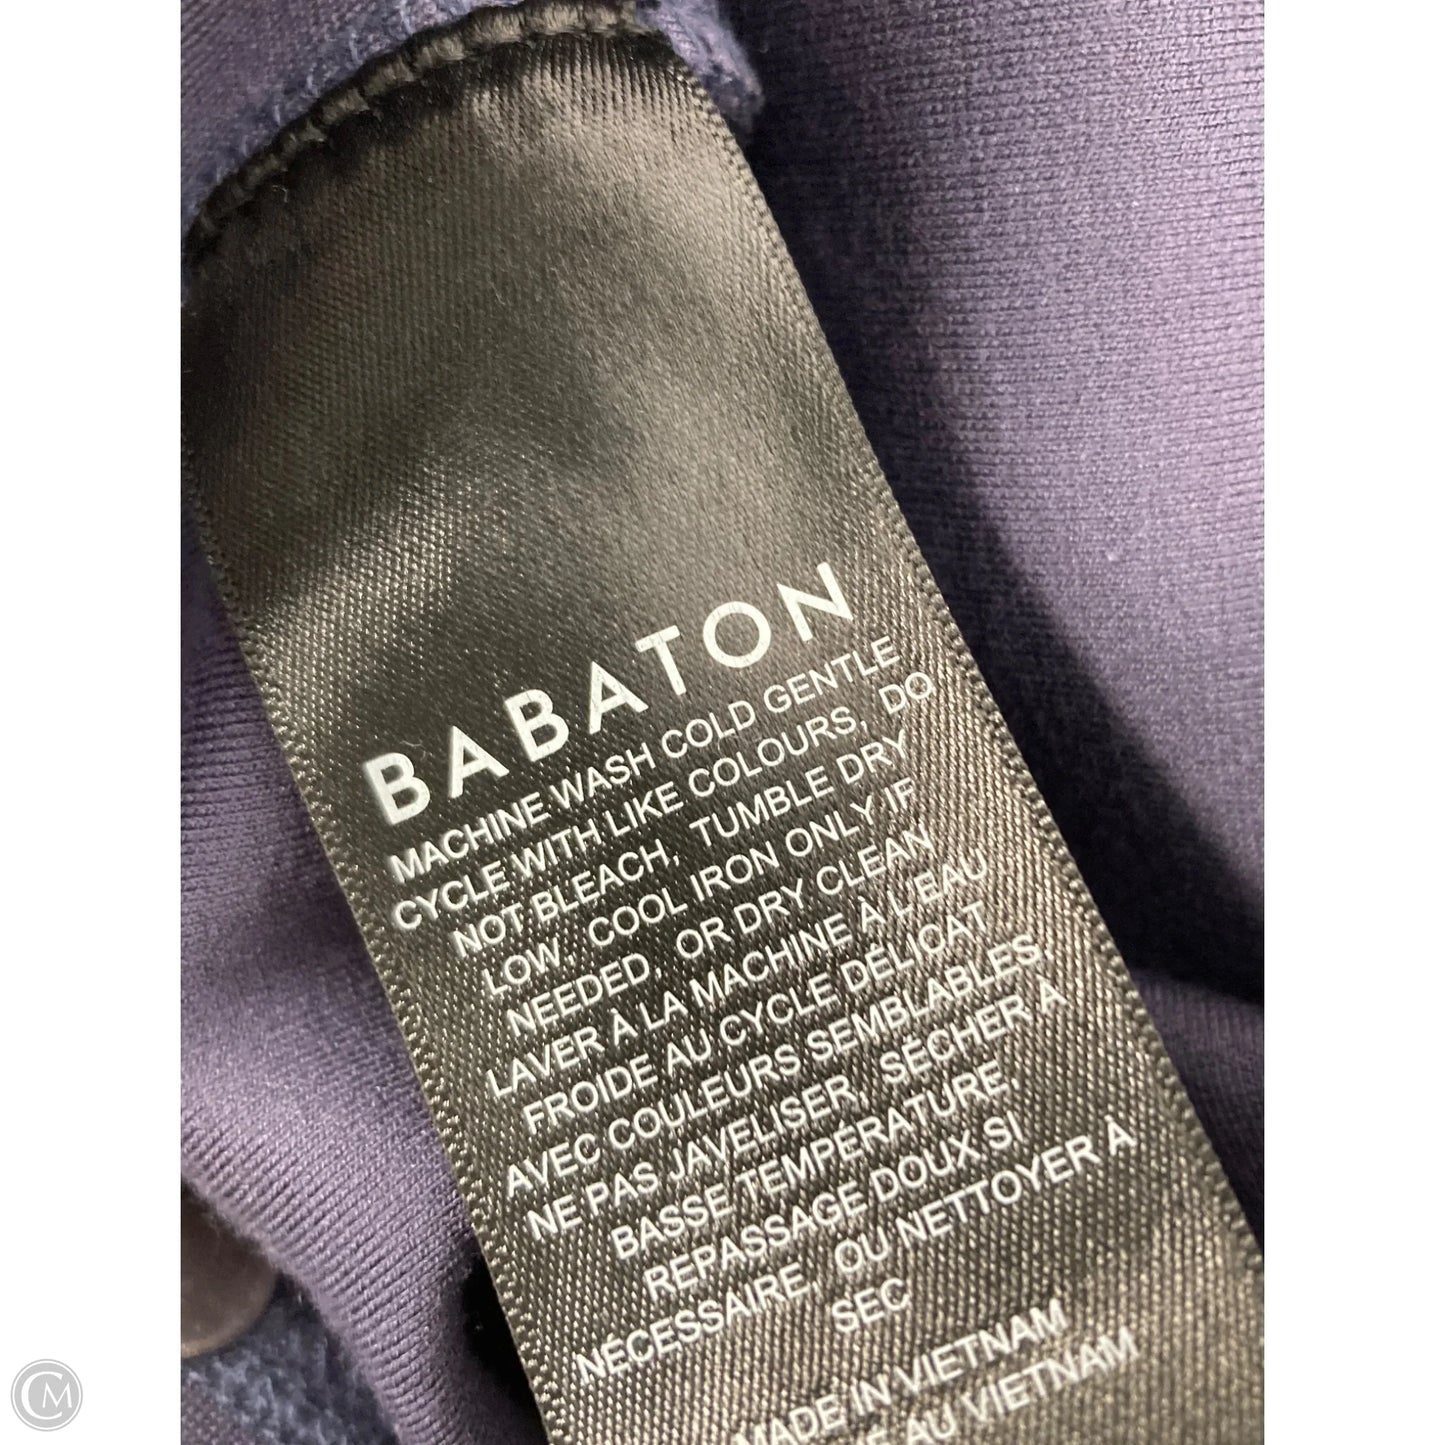 BABATON
MACHINE WASH COLD GENTLE
CYCLE WITH LIKE COLOURS, DO
NOT BLEACH, TUMBLE DRY
LOW, COOL IRON ONLY IF
NEEDED, OR DRY CLEAN
LAVER À LA MACHINE À L'EAU
FROIDE AU CYCLE DÉLICAT
AVEC COULEURS SEMBLABLES
NE PAS JAVELISER, SÉCHER À
BASSE TEMPÉRATURE,
REPASSAGE DOUX SI
NÉCESSAIRE, OU NETTOYER À
SEC
MADE IN VIETNAM
AU VIETNAM
CM